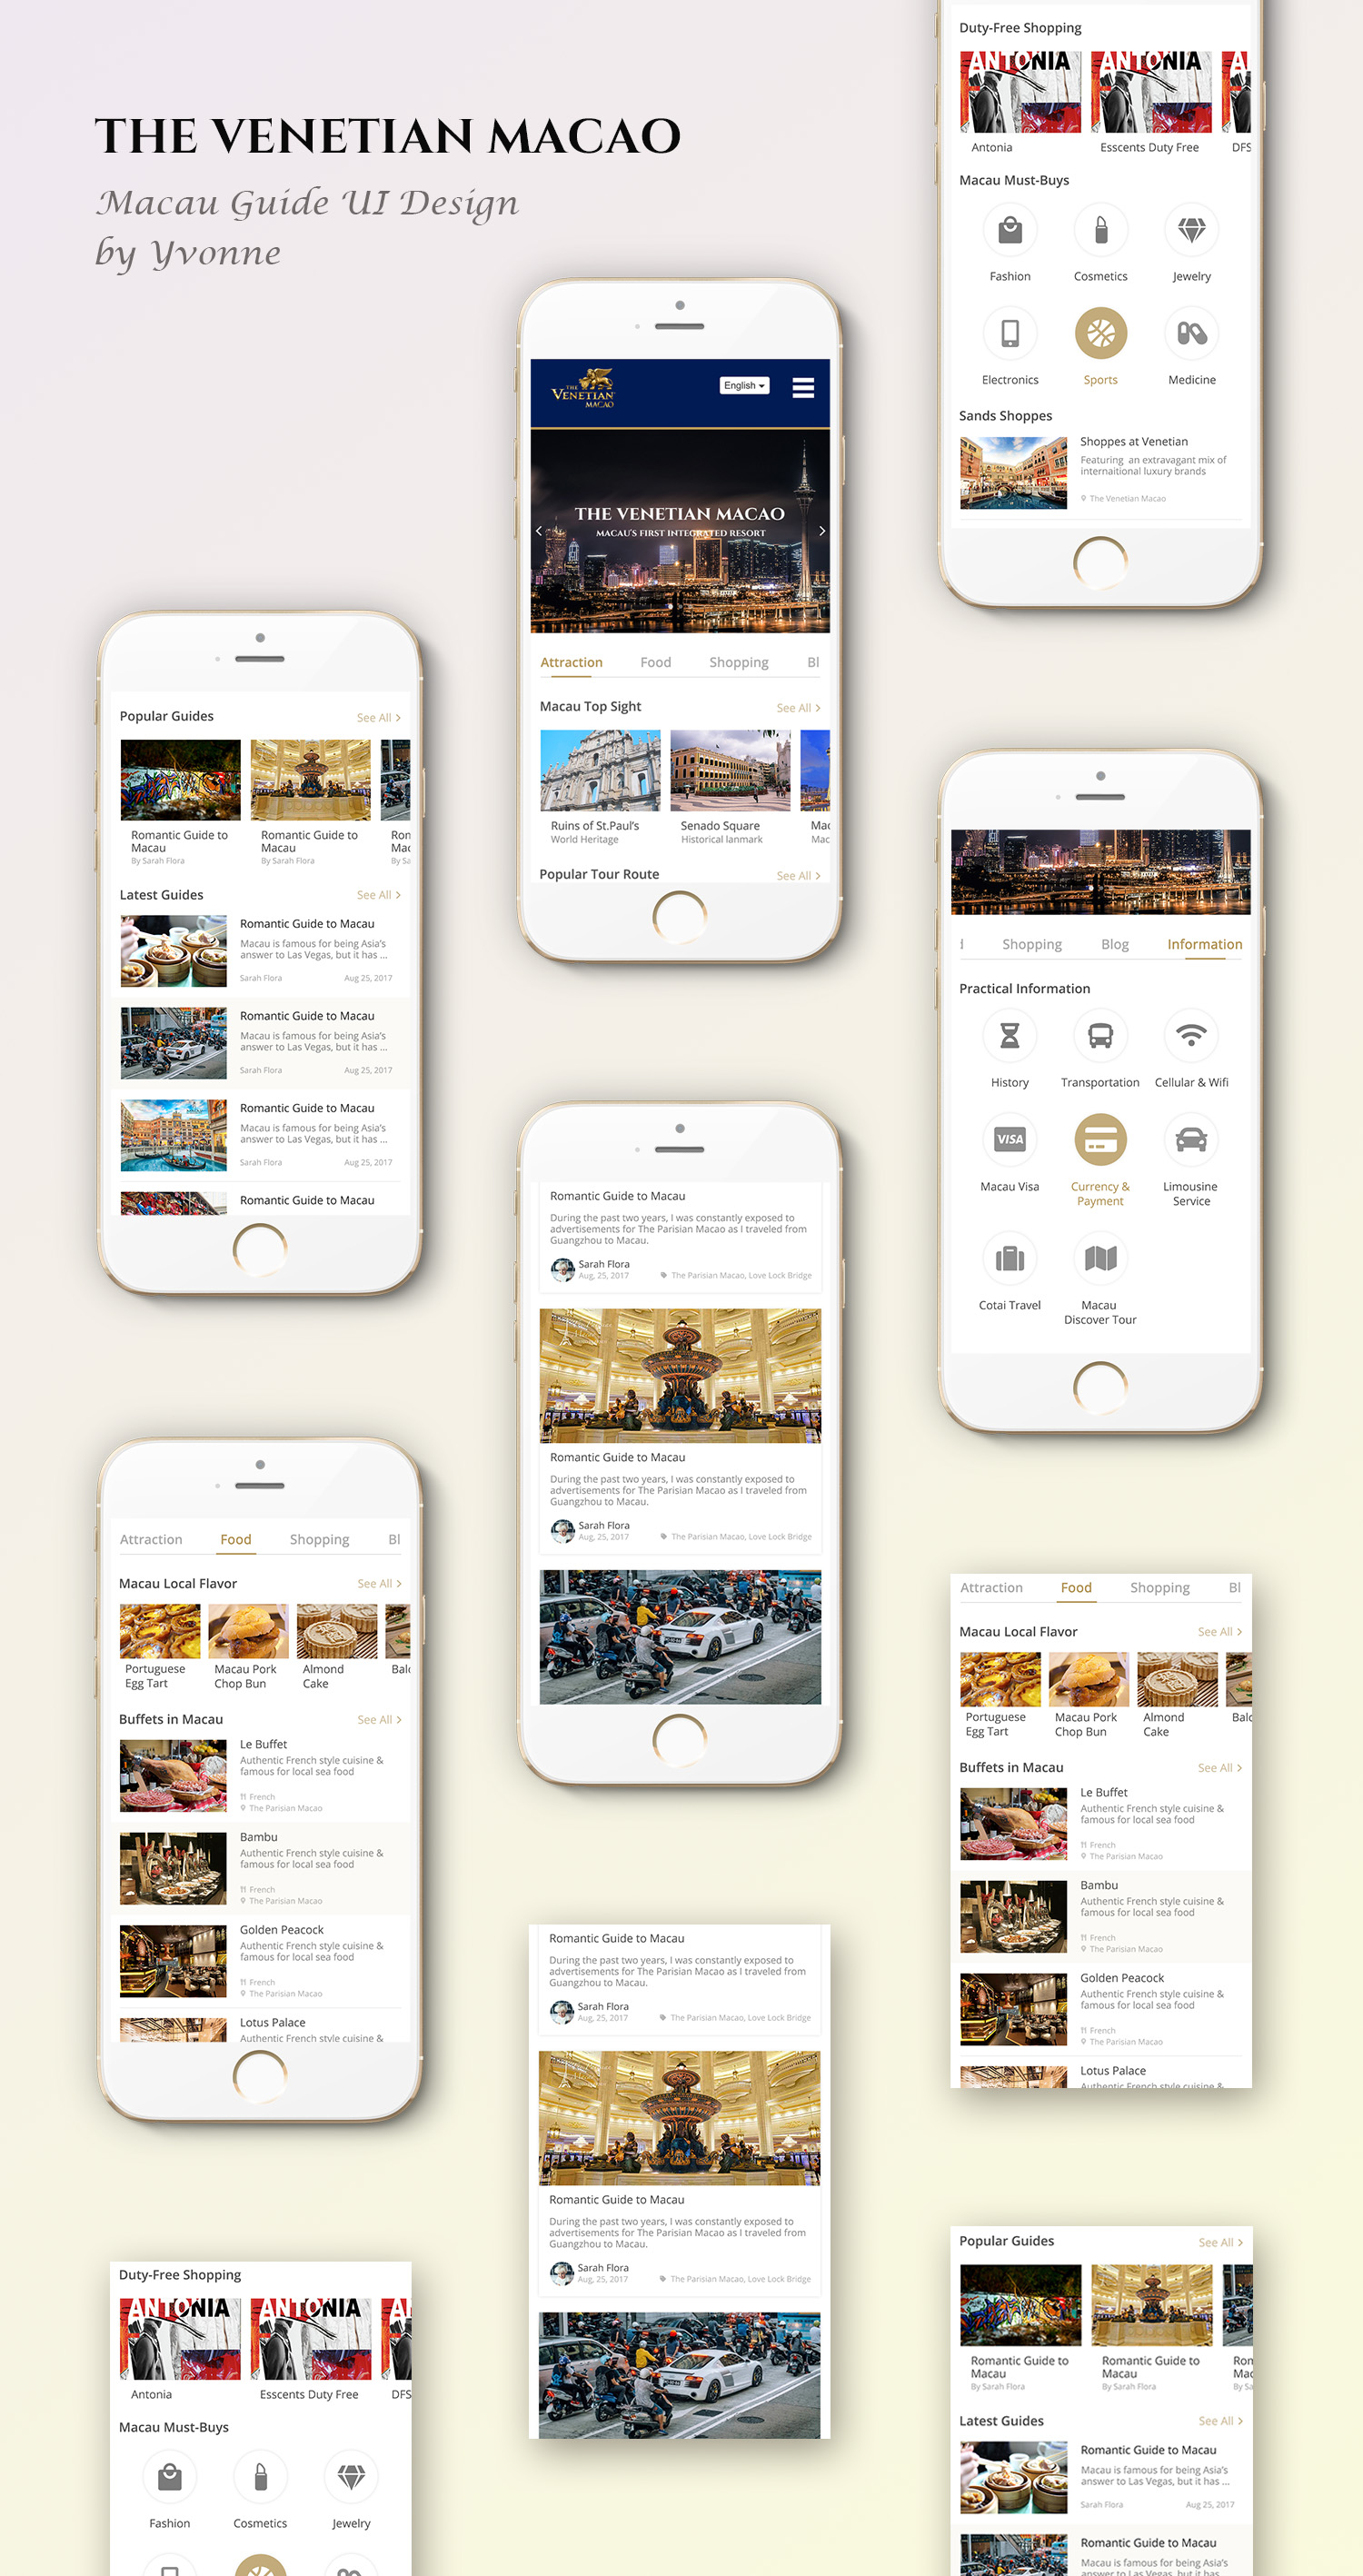 THE VENETIAN MACAO
Macau Guide UI Design
by Yvonne
Duty-Free Shopping
ANTONIA
ANTONIA
A
Antonia
Esscents Duty Free
DFS
Macau Must-Buys
Fashion
Cosmetics
Jewelry
Electronics
Sports
Medicine
Sands Shoppes
Shoppes at Venetian
Featuring an extravagant mix of
internaitional luxury brands
The Venetian Macao
THE
VENETIAN
MACAO
English
THE VENETIAN MACAO
MACAU'S FIRST INTEGRATED RESORT
Attraction
Food
Shopping
Bl
Macau Top Sight
See All >
Ruins of St.Paul's
World Heritage
Senado Square
Historical lanmark
Mac
Mac
Popular Tour Route
See All >
Popular Guides
See All >
Romantic Guide to
Macau
By Sarah Flora
Romantic Guide to
Macau
By Sarah Flora
Ron
Mac
By Sa
Latest Guides
See All >
Romantic Guide to Macau
Macau is famous for being Asia's
answer to Las Vegas, but it has ...
Sarah Flora
Aug 25, 2017
Romantic Guide to Macau
Macau is famous for being Asia's
answer to Las Vegas, but it has ...
Sarah Flora
Aug 25, 2017
Romantic Guide to Macau
Macau is famous for being Asia's
answer to Las Vegas, but it has ...
Sarah Flora
Aug 25, 2017
Romantic Guide to Macau
Shopping
Blog
Information
Practical Information
History
Transportation
Cellular & Wifi
VISA
Macau Visa
Currency &
Payment
Limousine
Service
Cotai Travel
Macau
Discover Tour
Romantic Guide to Macau
During the past two years, I was constantly exposed to
advertisements for The Parisian Macao as I traveled from
Guangzhou to Macau.
Sarah Flora
Aug, 25, 2017
The Parisian Macao, Love Lock Bridge
Romantic Guide to Macau
During the past two years, I was constantly exposed to
advertisements for The Parisian Macao as I traveled from
Guangzhou to Macau.
Sarah Flora
Aug, 25, 2017
The Parisian Macao, Love Lock Bridge
Attraction
Food
Shopping
Bl
Macau Local Flavor
See All >
Portuguese
Egg Tart
Macau Pork
Chop Bun
Almond
Cake
Balc
Buffets in Macau
See All >
Le Buffet
Authentic French style cuisine &
famous for local sea food
French
The Parisian Macao
Bambu
Authentic French style cuisine &
famous for local sea food
French
The Parisian Macao
Golden Peacock
Authentic French style cuisine &
famous for local sea food
French
The Parisian Macao
Lotus Palace
Authentic French style cuisine &
Attraction
Food
Shopping
Bl
Macau Local Flavor
See All >
Portuguese
Egg Tart
Macau Pork
Chop Bun
Almond
Cake
Balc
Buffets in Macau
See All >
Le Buffet
Authentic French style cuisine &
famous for local sea food
French
The Parisian Macao
Bambu
Authentic French style cuisine &
famous for local sea food
French
The Parisian Macao
Golden Peacock
Authentic French style cuisine &
famous for local sea food
French
The Parisian Macao
Lotus Palace
Authentic French style cuisine &
Romantic Guide to Macau
During the past two years, I was constantly exposed to
advertisements for The Parisian Macao as I traveled from
Guangzhou to Macau.
Sarah Flora
Aug, 25, 2017
The Parisian Macao, Love Lock Bridge
Romantic Guide to Macau
During the past two years, I was constantly exposed to
advertisements for The Parisian Macao as I traveled from
Guangzhou to Macau.
Sarah Flora
Aug, 25, 2017
The Parisian Macao, Love Lock Bridge
Duty-Free Shopping
ANTONIA
ANTONIA
A
Antonia
Esscents Duty Free
DFS
Macau Must-Buys
Fashion
Cosmetics
Jewelry
Popular Guides
See All >
Romantic Guide to
Macau
By Sarah Flora
Romantic Guide to
Macau
By Sarah Flora
Ron
Mac
By Sa
Latest Guides
See All >
Romantic Guide to Macau
Macau is famous for being Asia's
answer to Las Vegas, but it has ...
Sarah Flora
Aug 25, 2017
Romantic Guide to Macau
Macau is famous for being Asia's
answer to Las Vegas, but it has ...